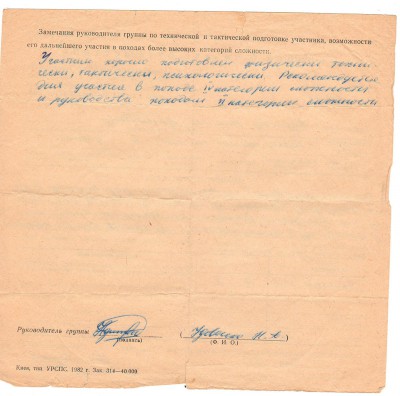 Замечания руководителя группы по технической и тактической подготовке участника, возможности
его дальнейшего участия в походах более высоких категорий сложности.
Участник хорошо подготовлен физически техни-
чески, тактически, психологически. Рекомендуется
для участия в походе IV категории сложности
и руководства походом II категории сложности
Руководитель группы
(подпись) (Ф. И. О.)
Киев, тип. УРСПС. 1982 г. Зак. 314—40.000